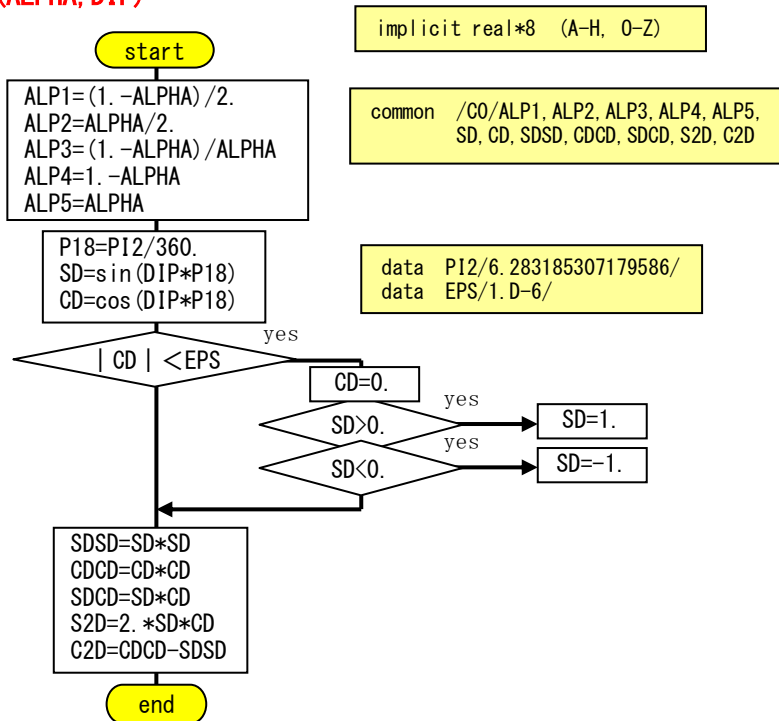 (ALPHA,DIP)
start
implicit real*8 (A-H, O-Z)
ALP1=(1.-ALPHA)/2.
ALP2=ALPHA/2.
ALP3=(1.-ALPHA)/ALPHA
ALP4=1.-ALPHA
ALP5=ALPHA
common /C0/ALP1,ALP2,ALP3,ALP4,ALP5,
SD,CD,SDSD,CDCD,SDCD,S2D,C2D
P18=PI2/360.
SD=sin(DIP*P18)
CD=cos(DIP*P18)
data PI2/6.283185307179586/
data EPS/1.D-6/
yes
| CD | <EPS
CD=0.
yes
SD>0.
SD=1.
yes
SD<0.
SD=-1.
SDSD=SD*SD
CDCD=CD*CD
SDCD=SD*CD
S2D=2.*SD*CD
C2D=CDCD-SDSD
end